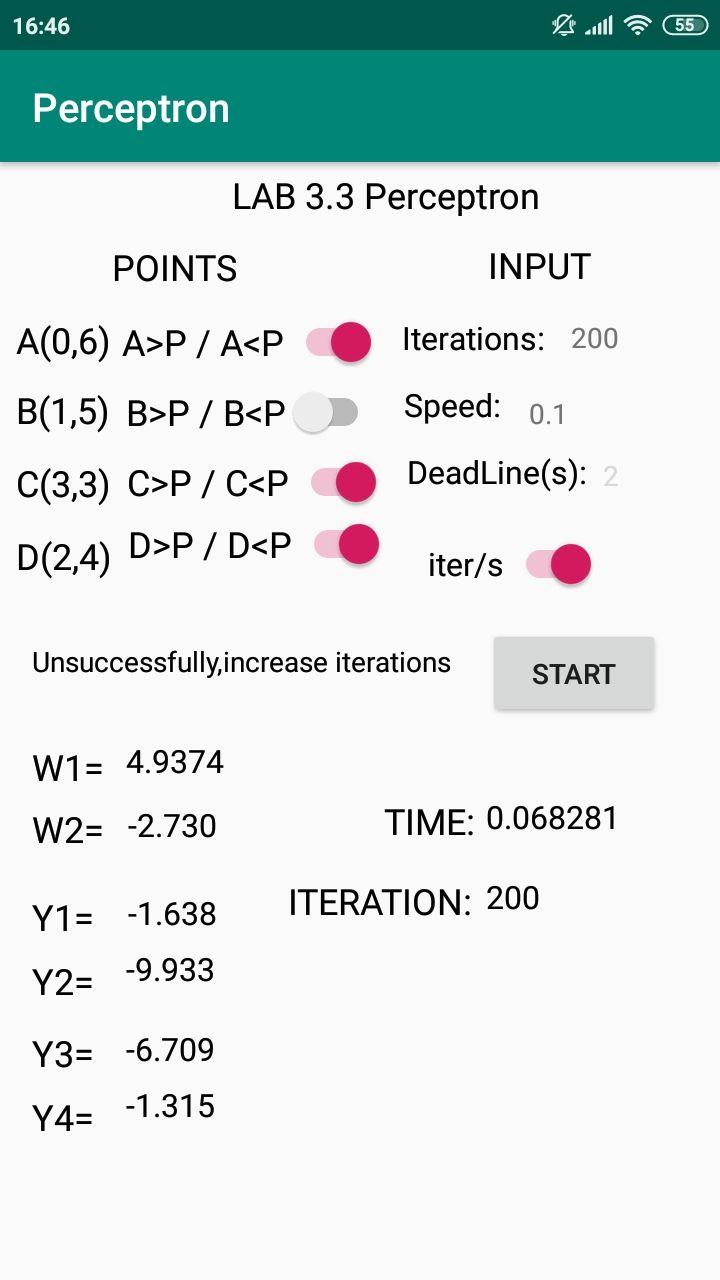 16:46 55
Perceptron
LAB 3.3 Perceptron
POINTS INPUT
A(0,6) A>P / A<P Iterations: 200
B(1,5) B>P / B<P Speed: 0.1
C(3,3) C>P / C<P DeadLine(s): 2
D(2,4) D>P / D<P iter/s
Unsuccessfully,increase iterations START
W1= 4.9374
W2= -2.730 TIME: 0.068281
Y1= -1.638 ITERATION: 200
Y2= -9.933
Y3= -6.709
Y4= -1.315